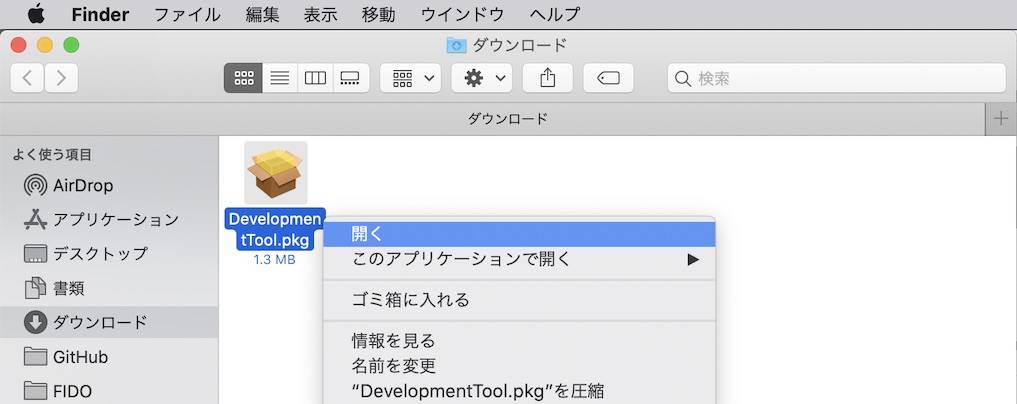 Finder ファイル 編集 表示 移動 ウインドウ ヘルプ
ダウンロード
検索
ダウンロード
よく使う項目
AirDrop
アプリケーション
デスクトップ
書類
ダウンロード
GitHub
FIDO
Developmen
tTool.pkg
1.3 MB
開く
このアプリケーションで開く
ゴミ箱に入れる
情報を見る
名前を変更
“DevelopmentTool.pkg”を圧縮